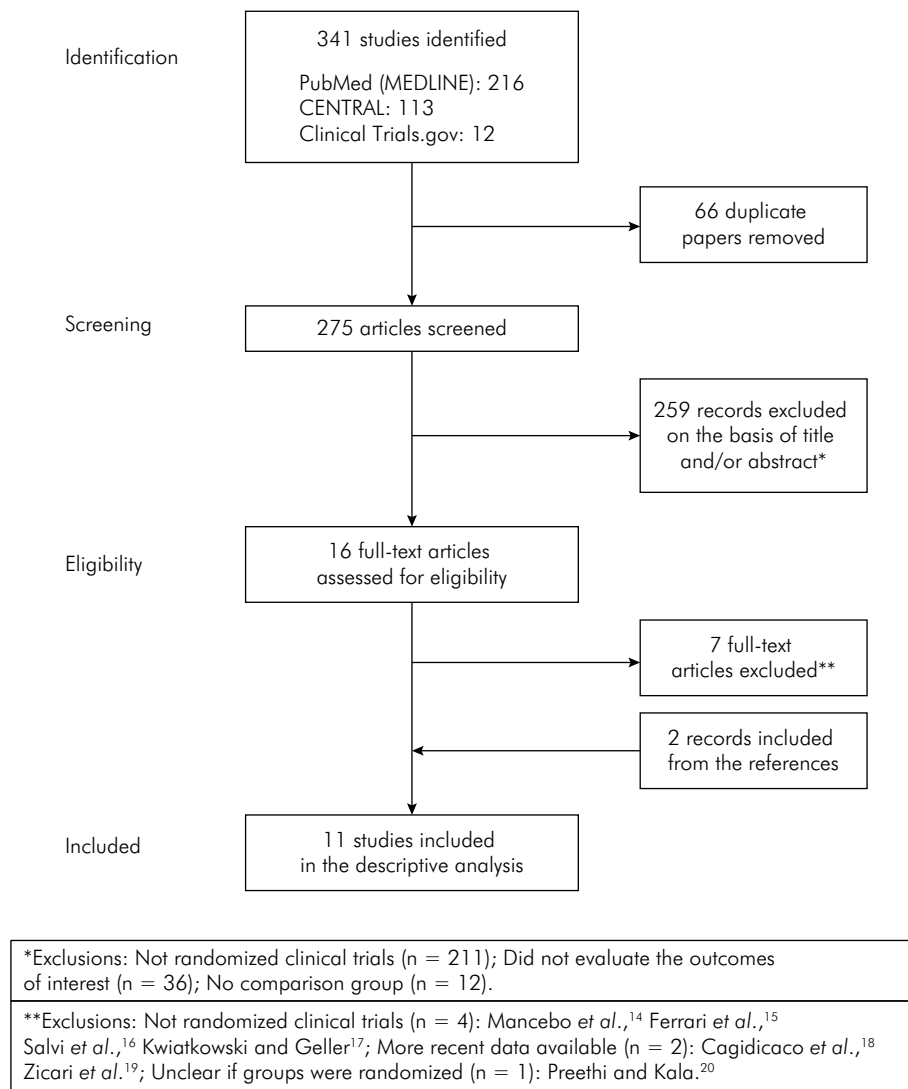 Identification
341 studies identified
PubMed (MEDLINE): 216
CENTRAL: 113
Clinical Trials.gov: 12
66 duplicate
papers removed
Screening
275 articles screened
259 records excluded
on the basis of title
and/or abstract*
Eligibility
16 full-text articles
assessed for eligibility
7 full-text
articles excluded**
2 records included
from the references
Included
11 studies included
in the descriptive analysis
*Exclusions: Not randomized clinical trials (n = 211); Did not evaluate the outcomes
of interest (n = 36); No comparison group (n = 12).
**Exclusions: Not randomized clinical trials (n = 4): Mancebo et al.,14 Ferrari et al.,15
Salvi et al.,16 Kwiatkowski and Geller17; More recent data available (n = 2): Cagidicaco et al.,18
Zicari et al.19; Unclear if groups were randomized (n = 1): Preethi and Kala.20